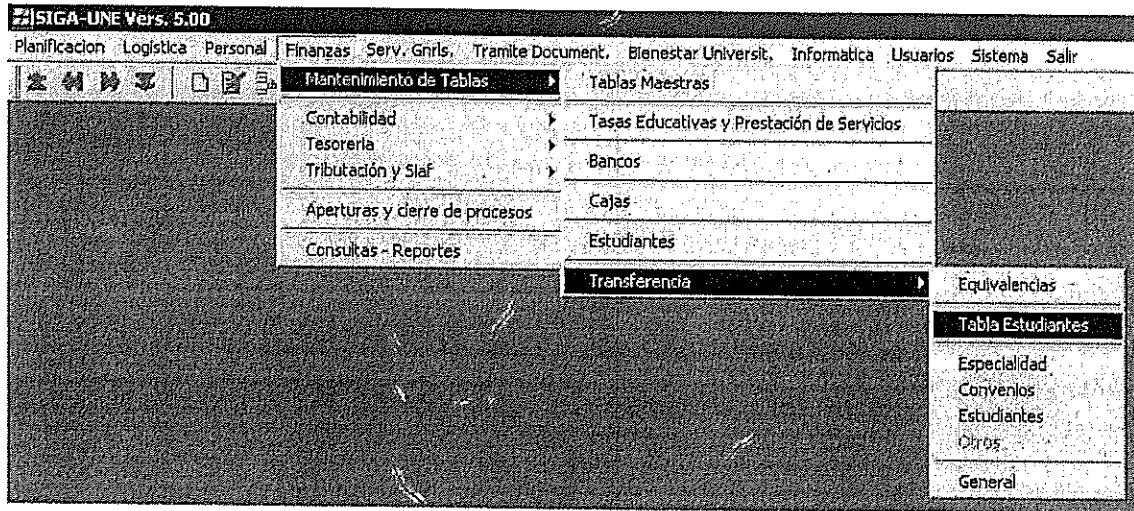 SIGA-UNE Vers. 5.00
Planificacion Logística Personal Finanzas Serv. Gnrls. Tramite Document. Bienestar Universit. Informatica Usuarios Sistema Salir
Mantenimiento de Tablas
Contabilidad
Tesoreria
Tributación y Siaf
Aperturas y cierre de procesos
Consultas - Reportes
Tablas Maestras
Tasas Educativas y Prestación de Servicios
Bancos
Cajas
Estudiantes
Transferencia
Equivalencias
Tabla Estudiantes
Especialidad
Convenios
Estudiantes
Otros
General